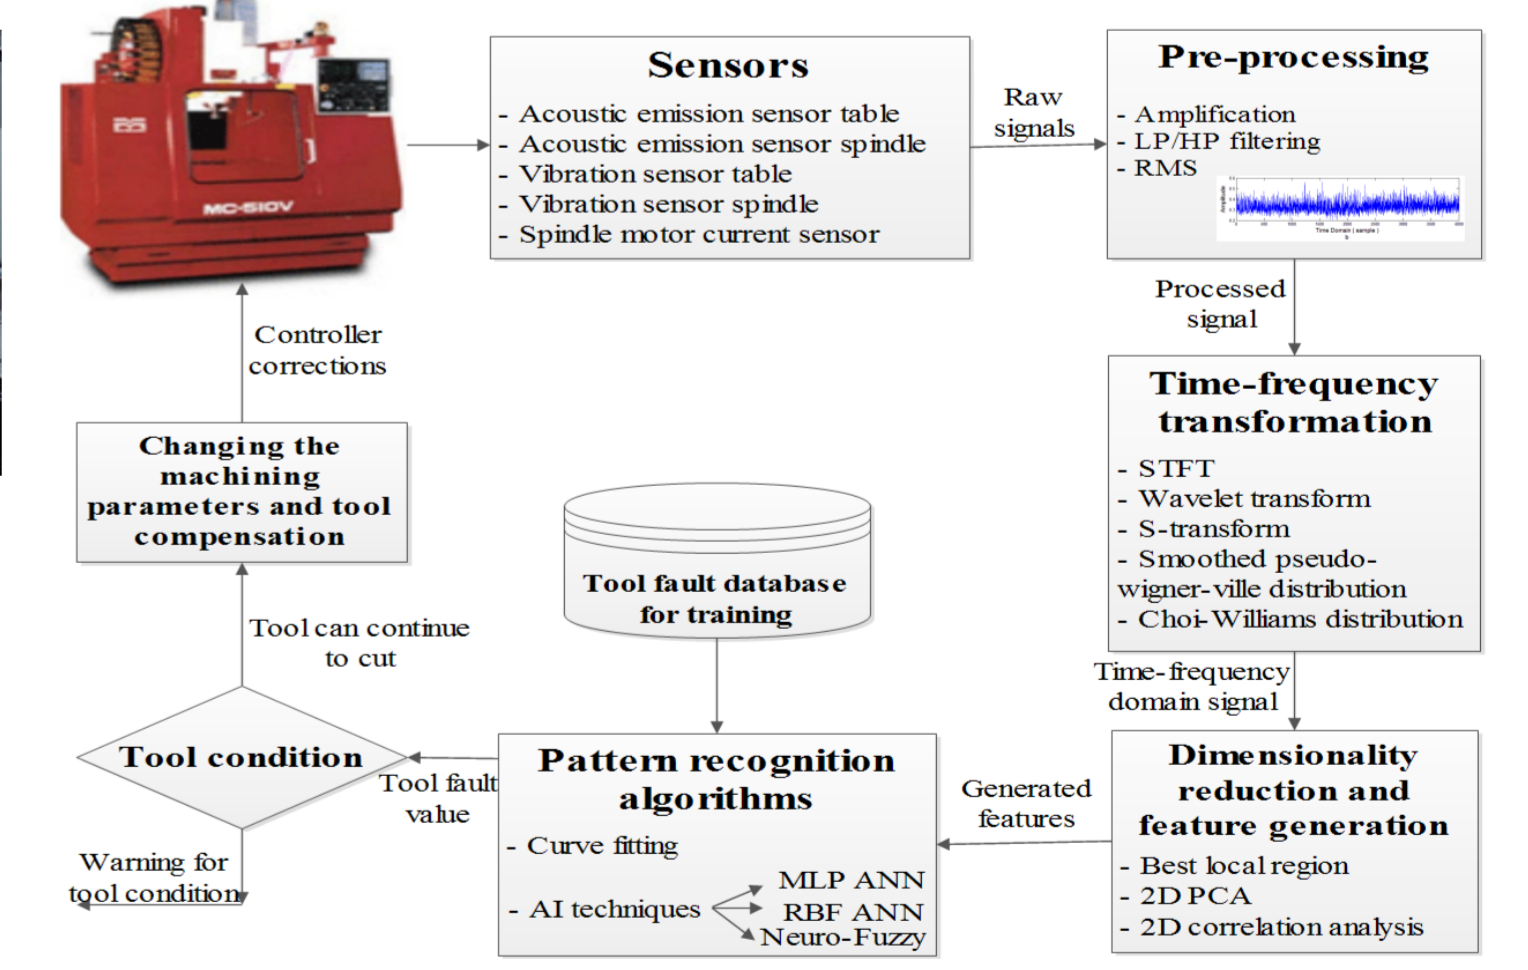 MC-510V
Sensors
- Acoustic emission sensor table
- Acoustic emission sensor spindle
- Vibration sensor table
- Vibration sensor spindle
- Spindle motor current sensor
Raw
signals
Pre-processing
- Amplification
- LP/HP filtering
- RMS
Amplitude
Time Domain ( sample )
b
Processed
signal
Time-frequency
transformation
- STFT
- Wavelet transform
- S-transform
- Smoothed pseudo-
wigner-ville distribution
- Choi-Williams distribution
Time-frequency
domain signal
Dimensionality
reduction and
feature generation
- Best local region
- 2D PCA
- 2D correlation analysis
Generated
features
Tool fault database
for training
Pattern recognition
algorithms
- Curve fitting
- AI techniques
MLP ANN
RBF ANN
Neuro-Fuzzy
Tool fault
value
Tool condition
Warning for
tool condition
Tool can continue
to cut
Changing the
machining
parameters and tool
compensation
Controller
corrections